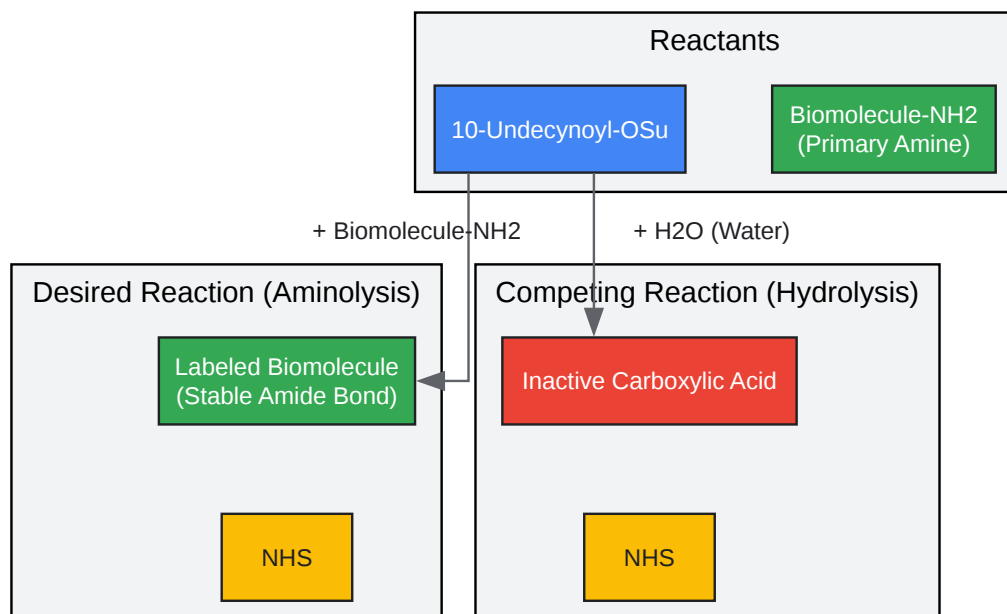 Reactants
10-Undecynoyl-OSu
Biomolecule-NH2
(Primary Amine)
+ Biomolecule-NH2
+ H2O (Water)
Desired Reaction (Aminolysis)
Labeled Biomolecule
(Stable Amide Bond)
NHS
Competing Reaction (Hydrolysis)
Inactive Carboxylic Acid
NHS